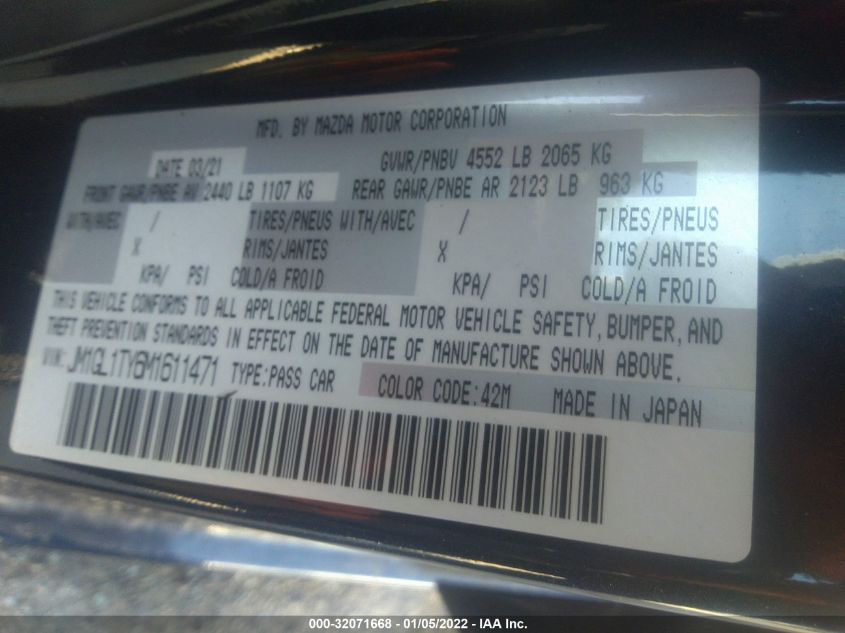 MFD. BY MAZDA MOTOR CORPORATION
DATE 03/21 GVWR/PNBV 4552 LB 2065 KG
FRONT GAWR/PNBE AV 2440 LB 1107 KG REAR GAWR/PNBE AR 2123 LB 963 KG
WITH/AVEC / TIRES/PNEUS WITH/AVEC / TIRES/PNEUS
X RIMS/JANTES X RIMS/JANTES
KPA/ PSI COLD/A FROID KPA/ PSI COLD/A FROID
THIS VEHICLE CONFORMS TO ALL APPLICABLE FEDERAL MOTOR VEHICLE SAFETY, BUMPER, AND
THEFT PREVENTION STANDARDS IN EFFECT ON THE DATE OF MANUFACTURE SHOWN ABOVE.
VIN: JM1GL1TY6M1611471 TYPE:PASS CAR COLOR CODE:42M MADE IN JAPAN
000-32071668 - 01/05/2022 - IAA Inc.